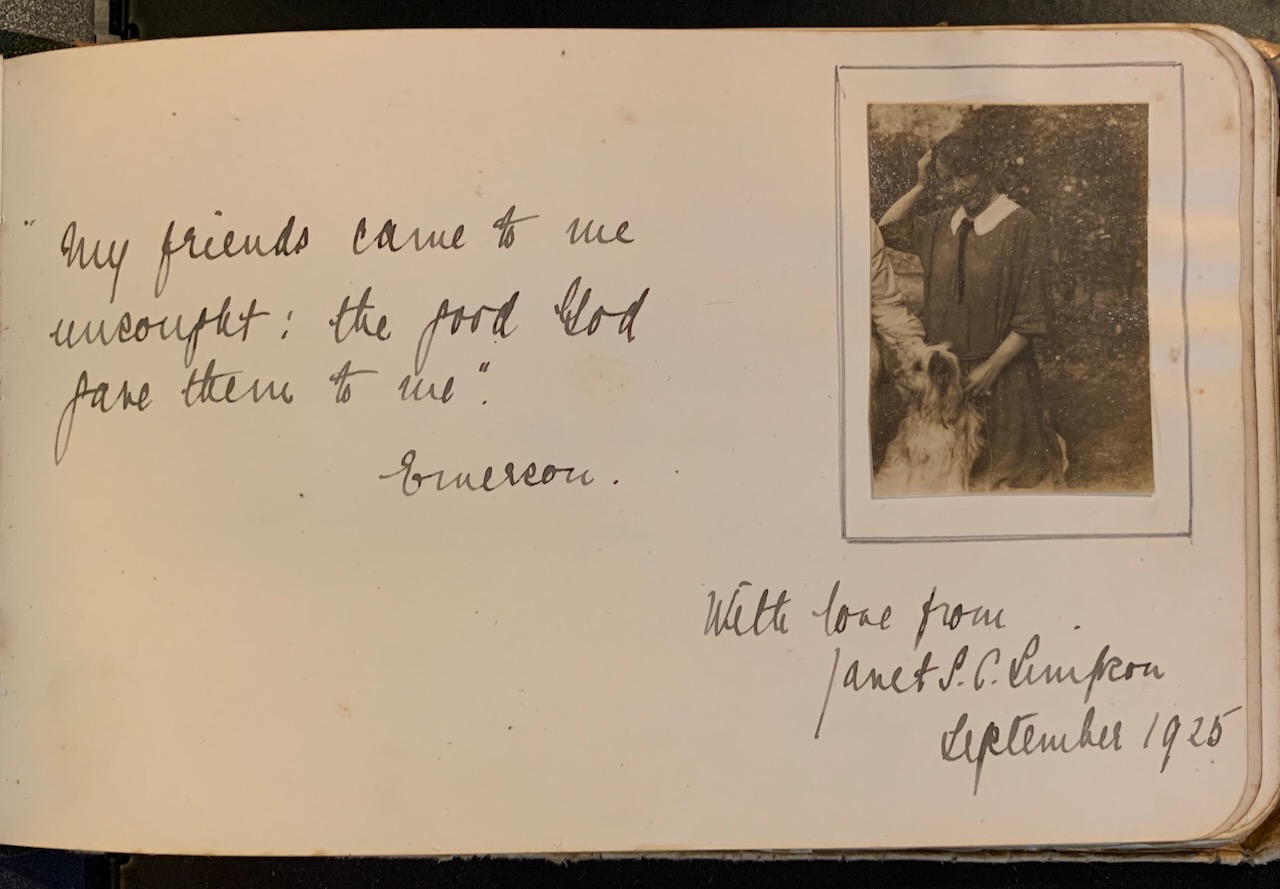 "My friends came to me
unsought: the good God
gave them to me".
Emerson.
With love from
Janet S. C. Simpson
September 1925